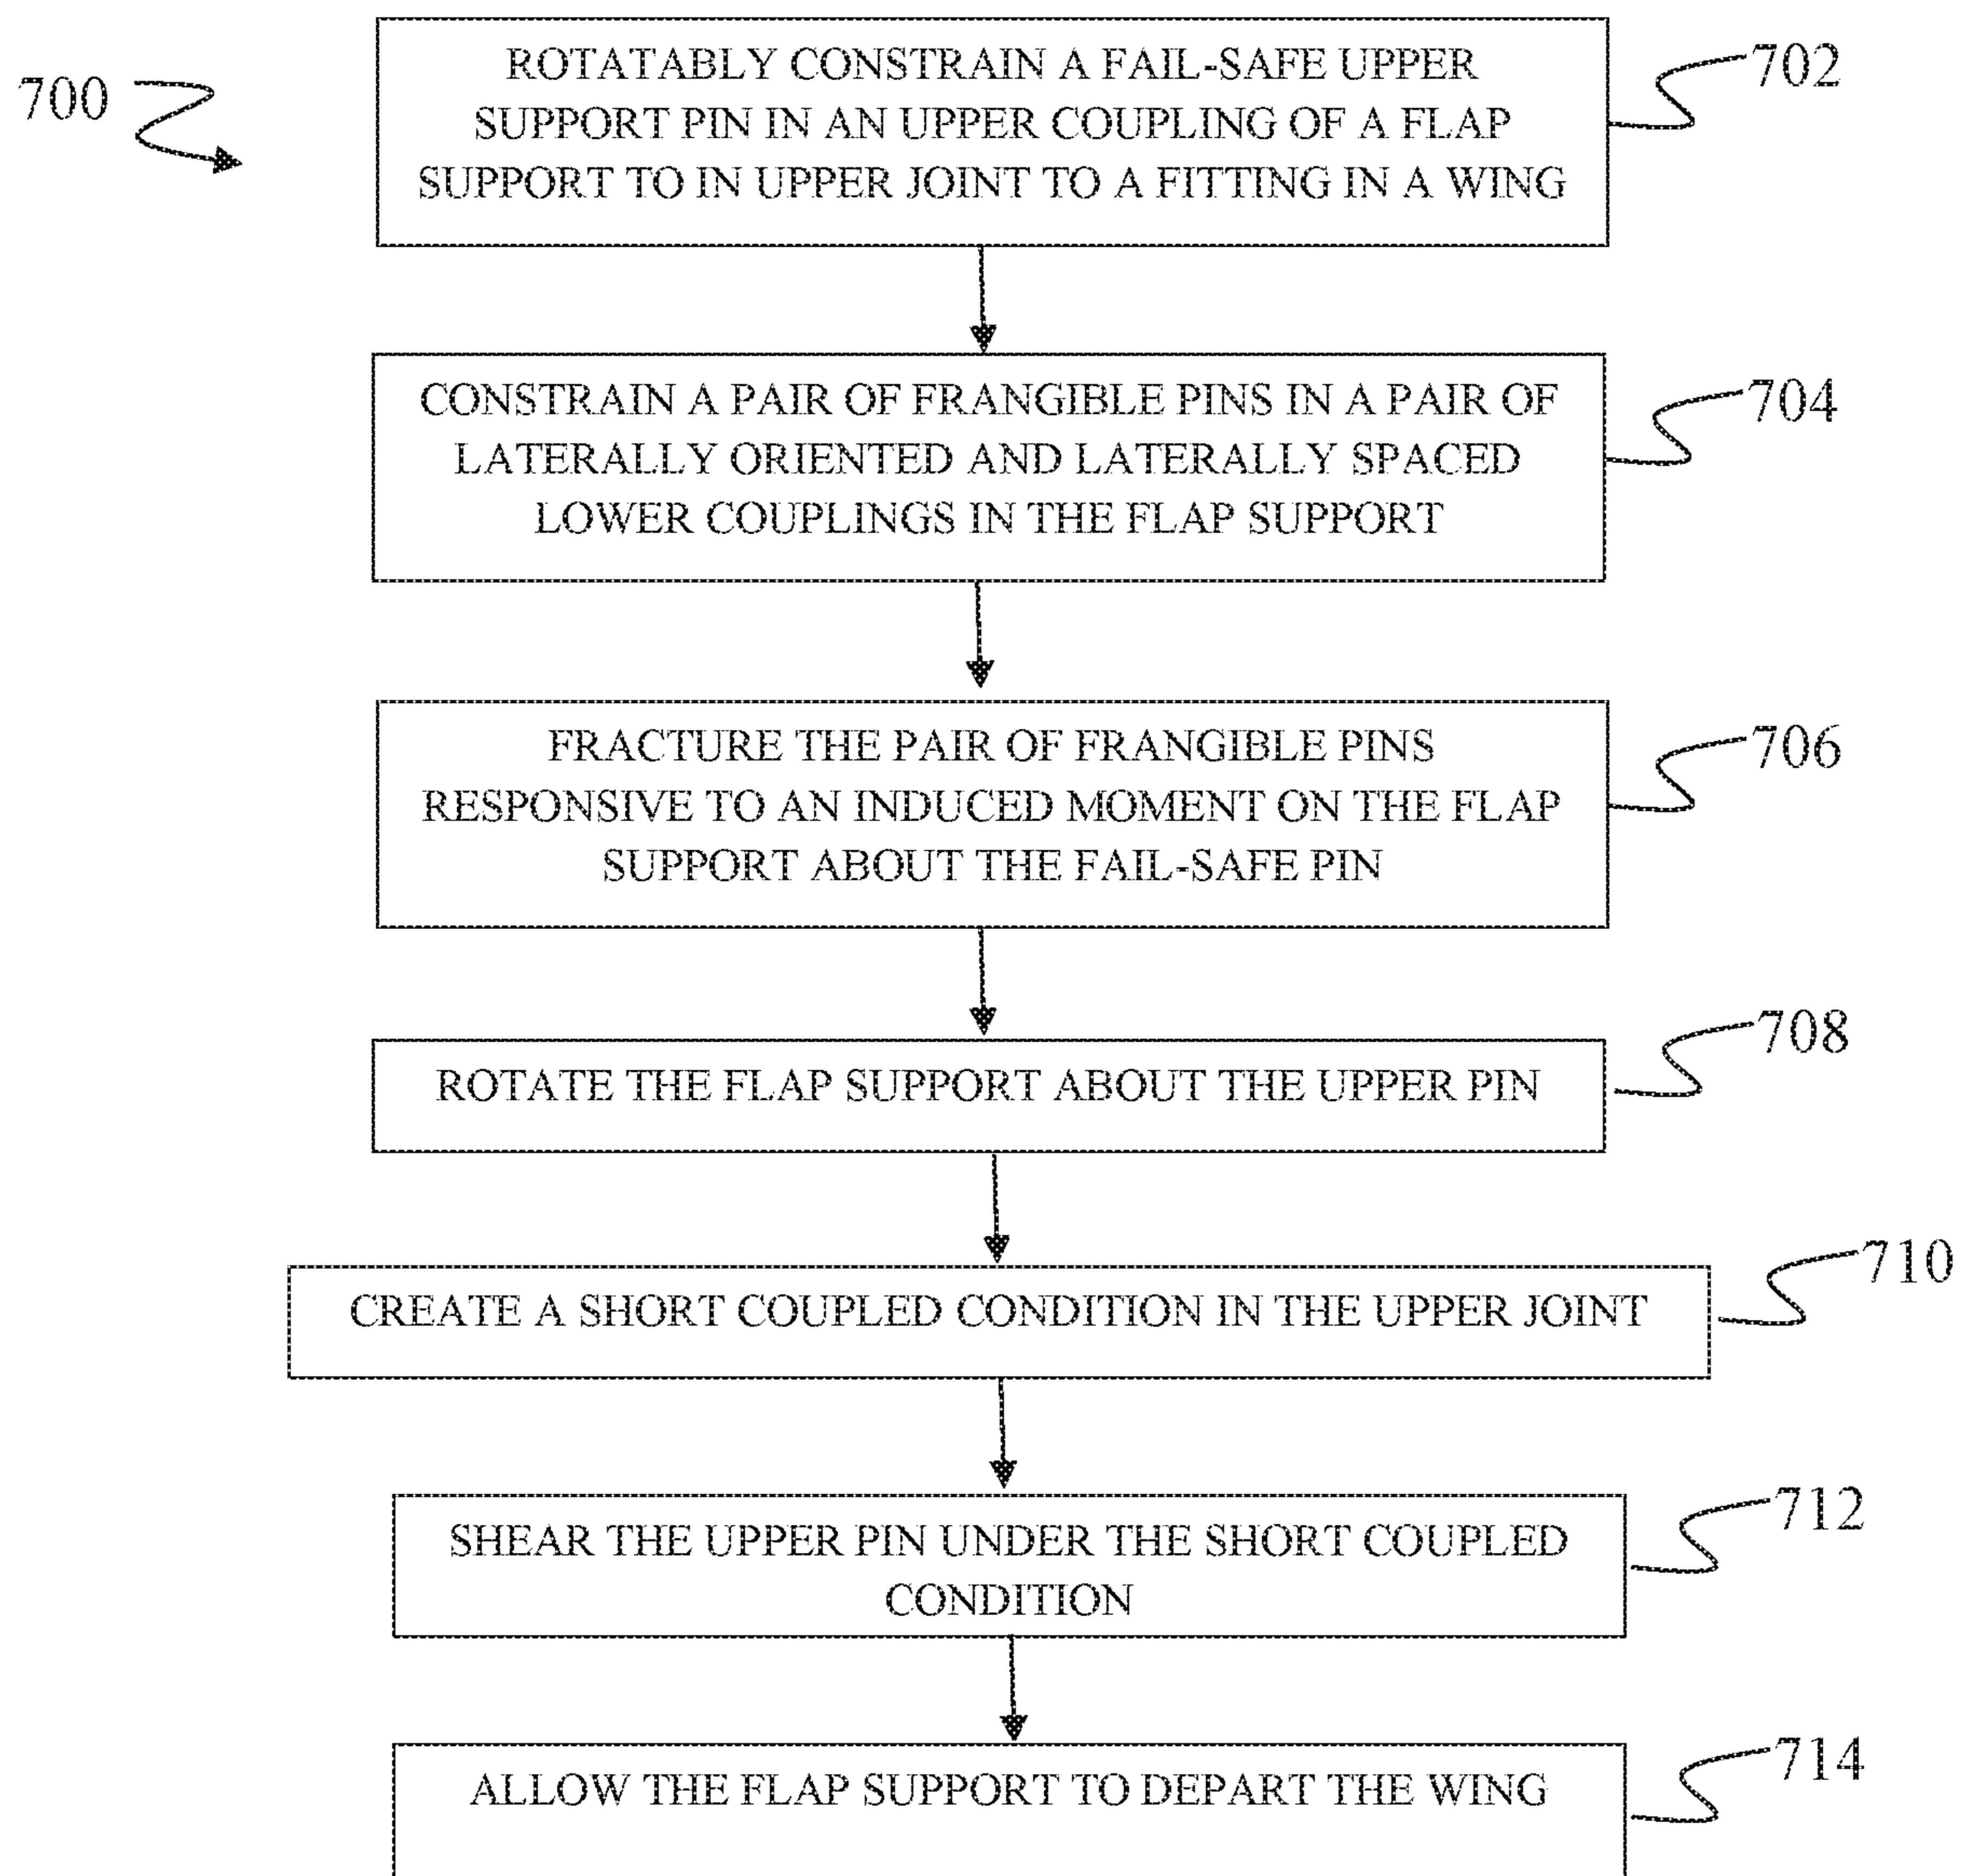 700
ROTATABLY CONSTRAIN A FAIL-SAFE UPPER
SUPPORT PIN IN AN UPPER COUPLING OF A FLAP
SUPPORT TO IN UPPER JOINT TO A FITTING IN A WING
702
CONSTRAIN A PAIR OF FRANGIBLE PINS IN A PAIR OF
LATERALLY ORIENTED AND LATERALLY SPACED
LOWER COUPLINGS IN THE FLAP SUPPORT
704
FRACTURE THE PAIR OF FRANGIBLE PINS
RESPONSIVE TO AN INDUCED MOMENT ON THE FLAP
SUPPORT ABOUT THE FAIL-SAFE PIN
706
ROTATE THE FLAP SUPPORT ABOUT THE UPPER PIN
708
CREATE A SHORT COUPLED CONDITION IN THE UPPER JOINT
710
SHEAR THE UPPER PIN UNDER THE SHORT COUPLED
CONDITION
712
ALLOW THE FLAP SUPPORT TO DEPART THE WING
714